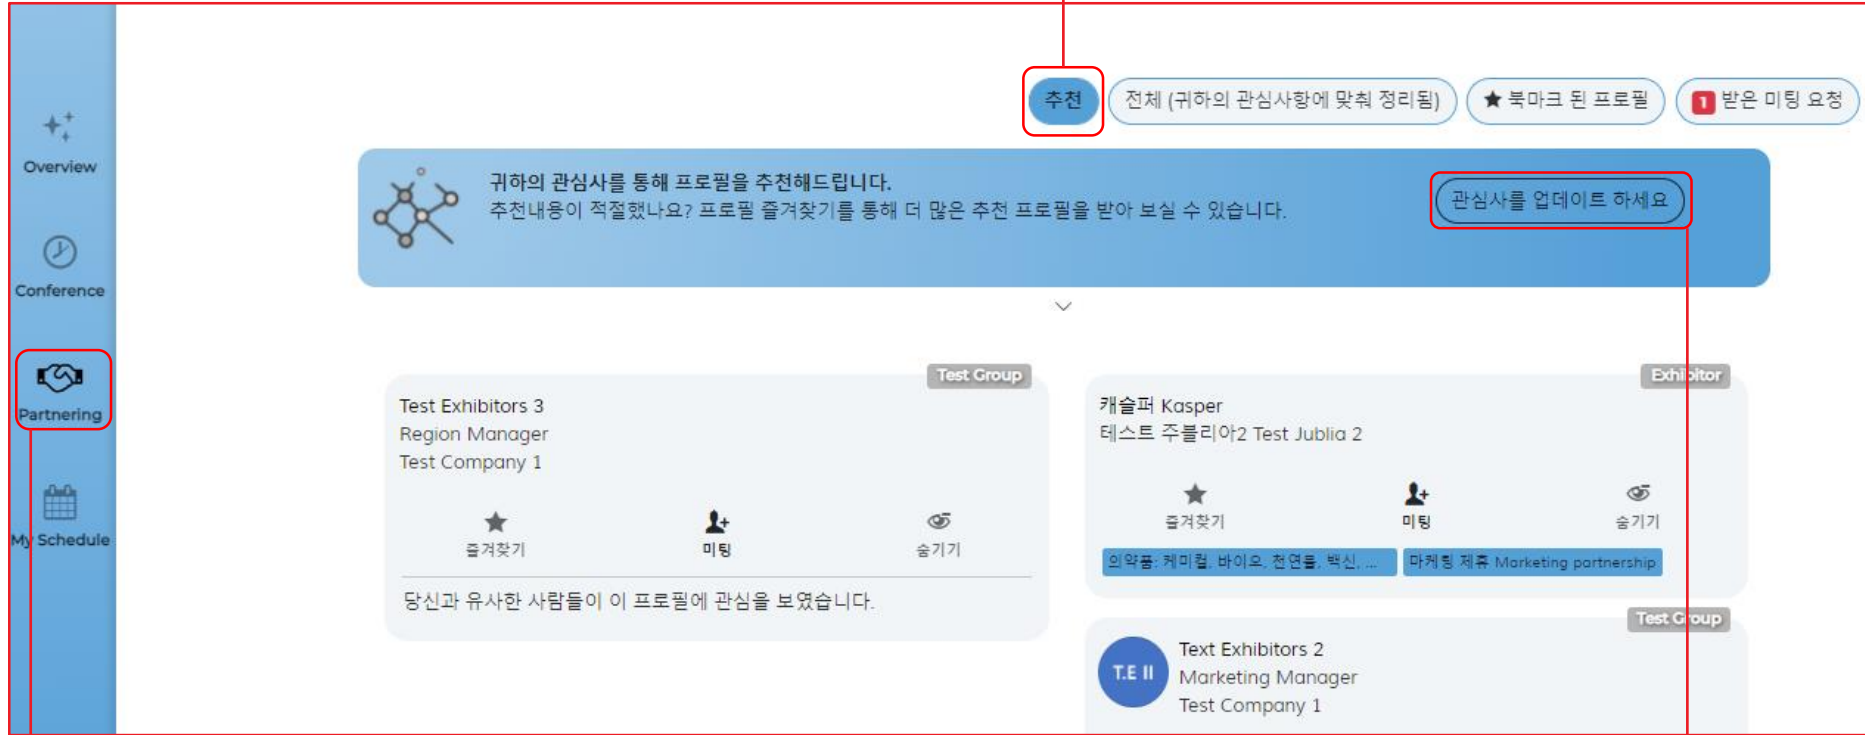 추천
전체 (귀하의 관심사항에 맞춰 정리됨)
★ 북마크 된 프로필
1 받은 미팅 요청
Overview
Conference
Partnering
My Schedule
귀하의 관심사를 통해 프로필을 추천해드립니다.
추천내용이 적절했나요? 프로필 즐겨찾기를 통해 더 많은 추천 프로필을 받아 보실 수 있습니다.
관심사를 업데이트 하세요
Test Group
Test Exhibitors 3
Region Manager
Test Company 1
즐겨찾기
미팅
숨기기
당신과 유사한 사람들이 이 프로필에 관심을 보였습니다.
Exhibitor
캐슬퍼 Kasper
테스트 주블리아2 Test Jublia 2
즐겨찾기
미팅
숨기기
의약품: 케미컬, 바이오, 천연물, 백신, ...
마케팅 제휴 Marketing partnership
Test Group
T.E II
Text Exhibitors 2
Marketing Manager
Test Company 1